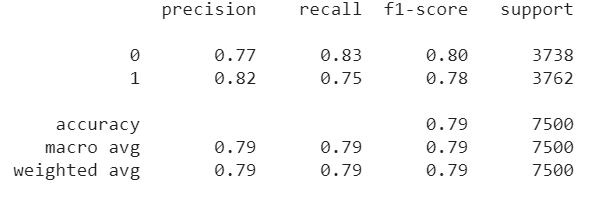 precision recall f1-score support
0 0.77 0.83 0.80 3738
1 0.82 0.75 0.78 3762
accuracy 0.79 7500
macro avg 0.79 0.79 0.79 7500
weighted avg 0.79 0.79 0.79 7500